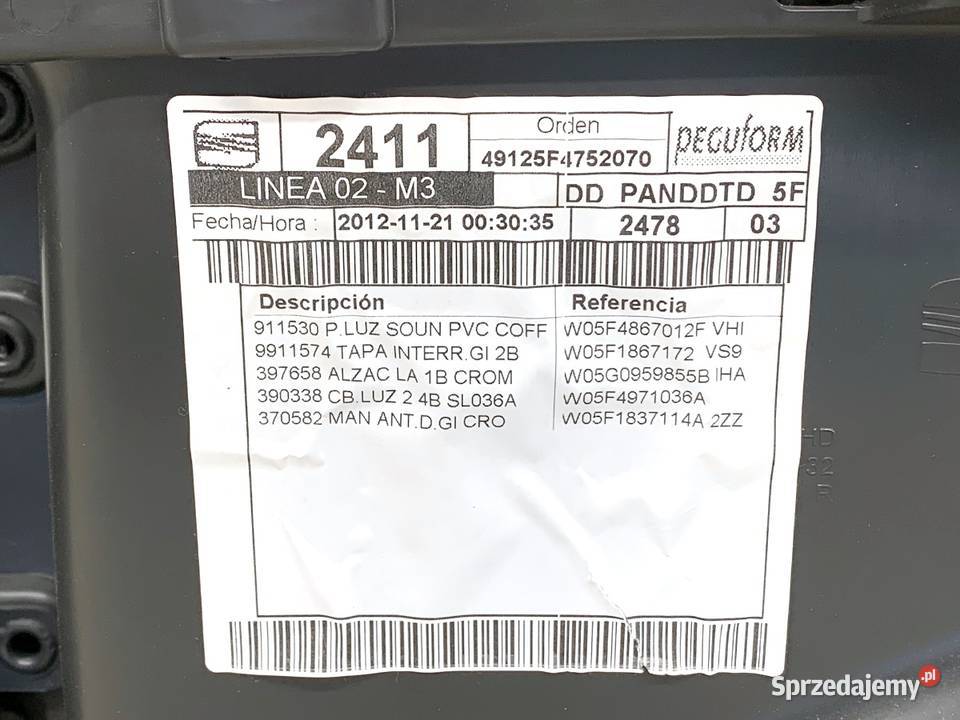 2411
Orden
49125F4752070
PEGUFORM
LINEA 02 - M3
DD PANDDTD 5F
Fecha/Hora :
2012-11-21 00:30:35
2478
03
Descripción
Referencia
911530 P.LUZ SOUN PVC COFF
W05F4867012F VHI
9911574 TAPA INTERR.GI 2B
W05F1867172 VS9
397658 ALZAC LA 1B CROM
W05G0959855B IHA
390338 CB.LUZ 2 4B SL036A
W05F4971036A
370582 MAN ANT.D.GI CRO
W05F1837114A 2ZZ
HD
32
R
Sprzedajemy.pl